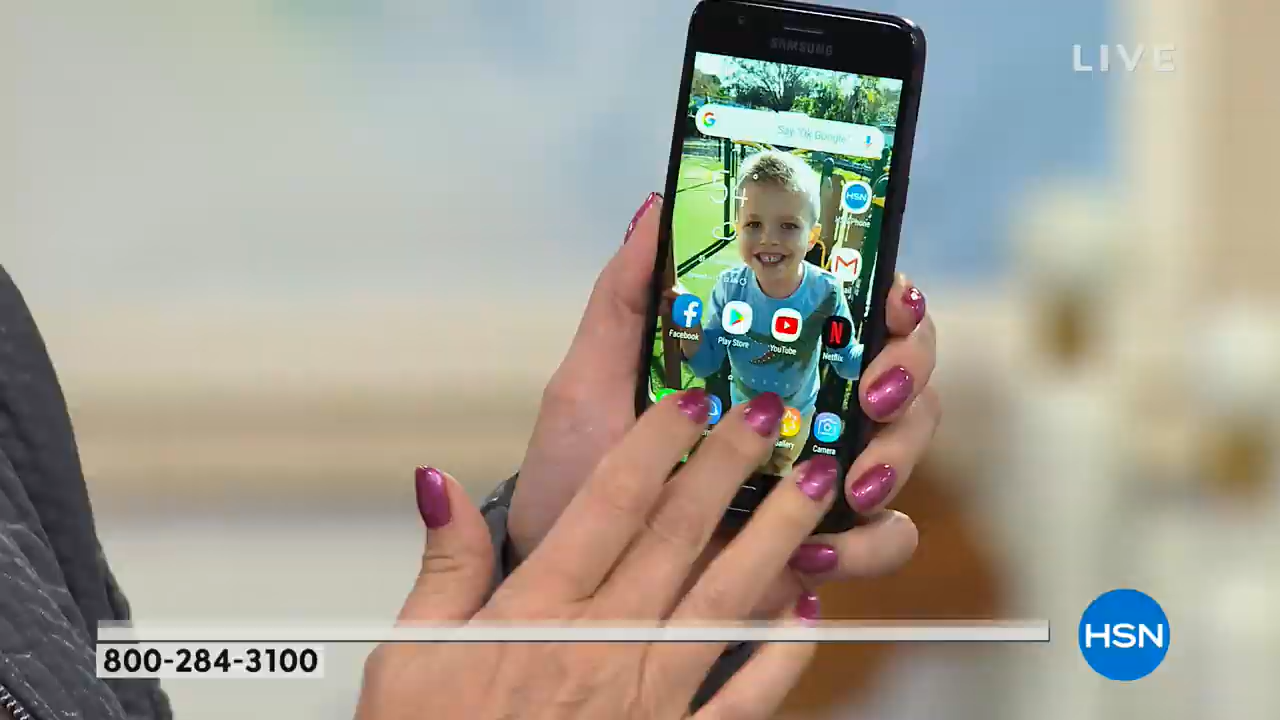 SAMSUNG
LIVE
Say "Ok Google"
HSN
Facebook
Play Store
YouTube
Netflix
Camera
800-284-3100
HSN